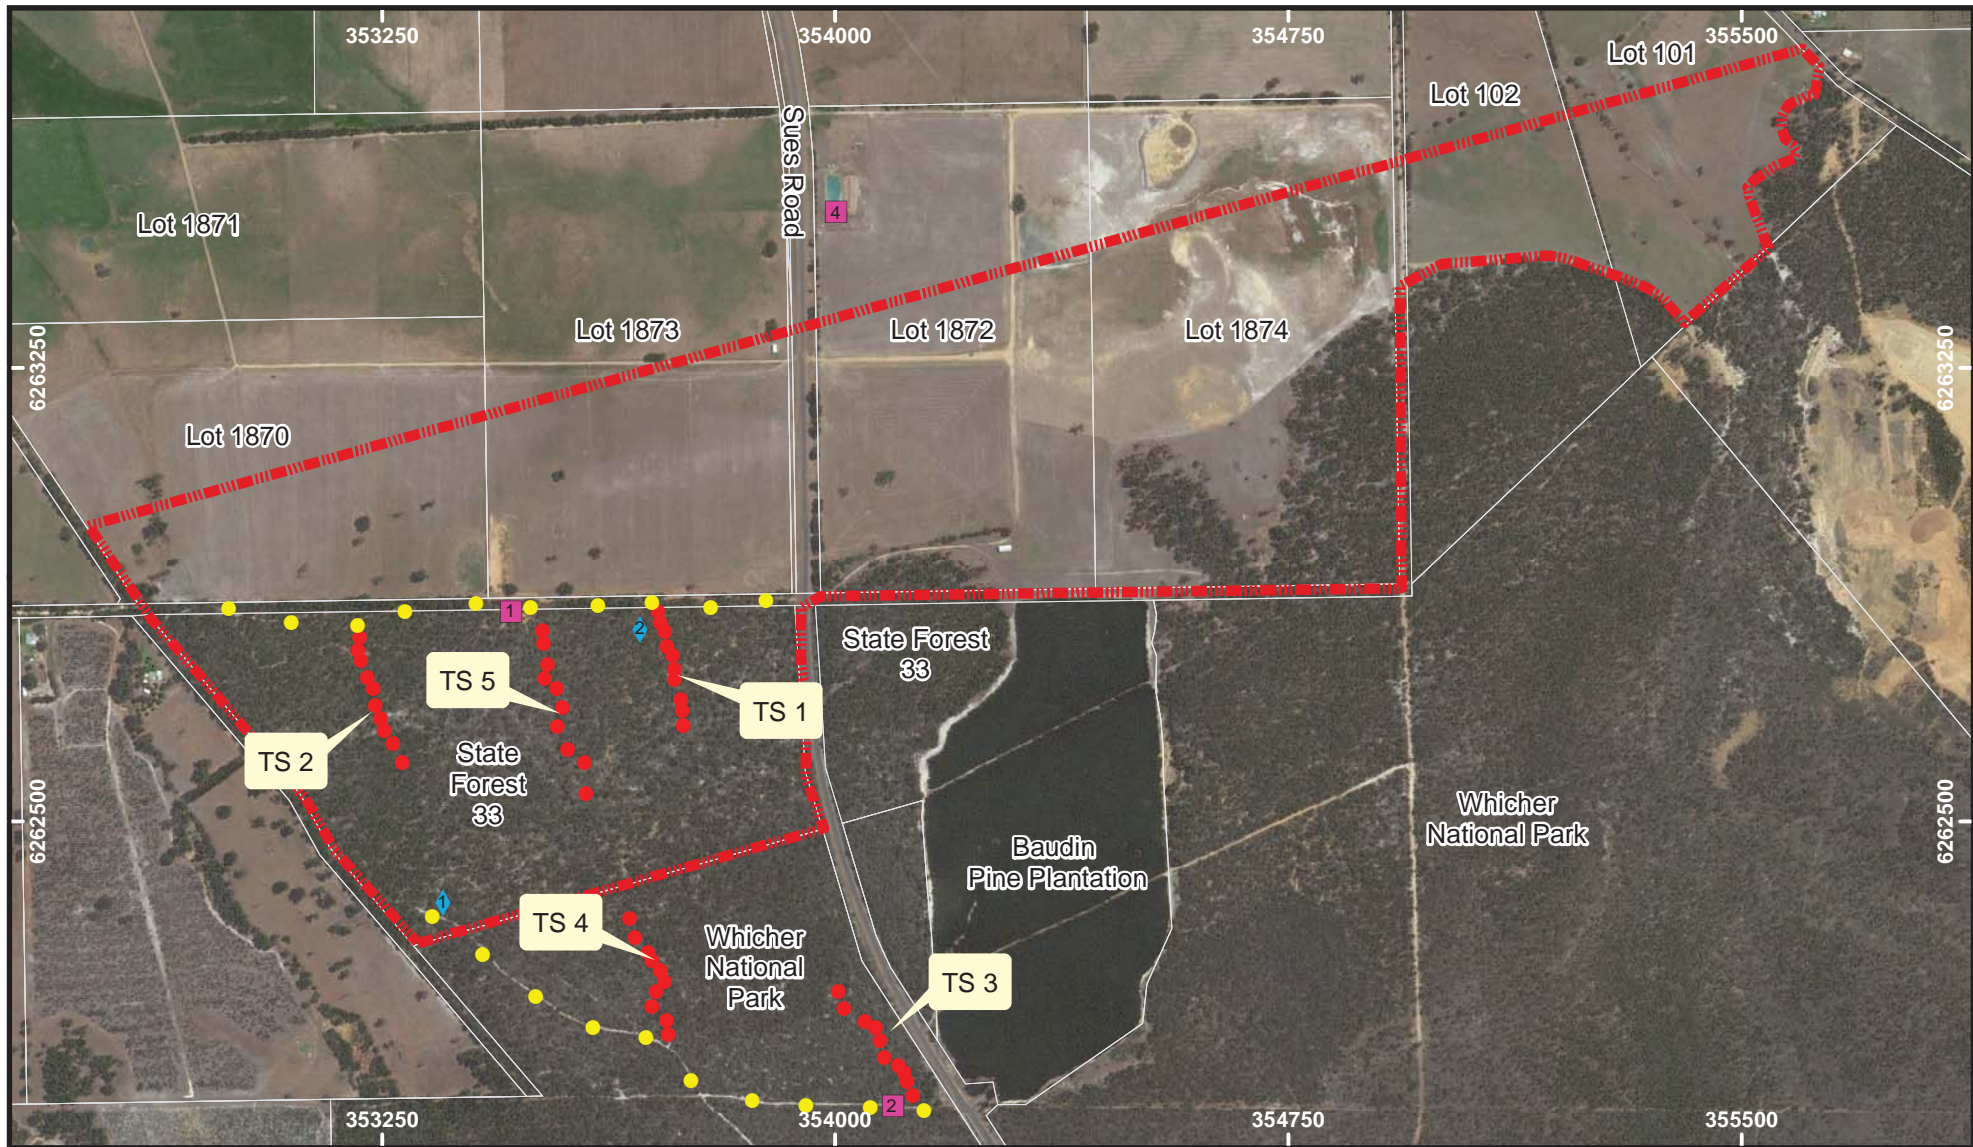 353250
354000
354750
355500
Lot 101
Lot 102
Sues Road
4
Lot 1871
Lot 1873
Lot 1872
Lot 1874
6263250
6263250
Lot 1870
1
2
State Forest
33
TS 5
TS 1
TS 2
State
Forest
33
6262500
6262500
Whicher
National Park
Baudin
Pine Plantation
1
TS 4
Whicher
National
Park
TS 3
2
353250
354000
354750
355500